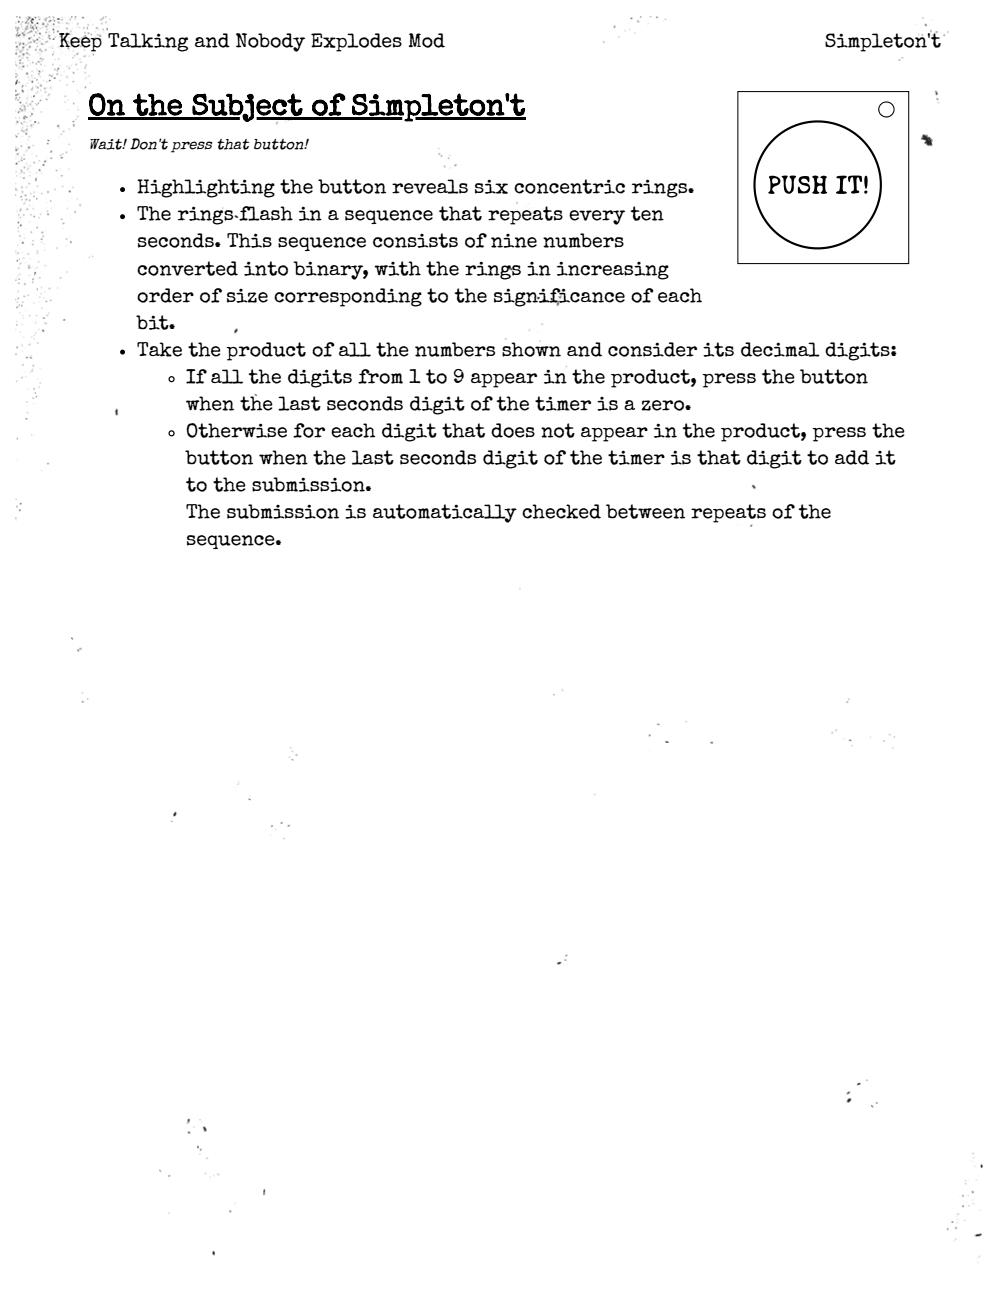 Keep Talking and Nobody Explodes Mod
Simpleton't
On the Subject of Simpleton't
Wait! Don't press that button!
PUSH IT!
• Highlighting the button reveals six concentric rings.
• The rings flash in a sequence that repeats every ten
seconds. This sequence consists of nine numbers
converted into binary, with the rings in increasing
order of size corresponding to the significance of each
bit.
• Take the product of all the numbers shown and consider its decimal digits:
◦ If all the digits from 1 to 9 appear in the product, press the button
when the last seconds digit of the timer is a zero.
◦ Otherwise for each digit that does not appear in the product, press the
button when the last seconds digit of the timer is that digit to add it
to the submission.
The submission is automatically checked between repeats of the
sequence.